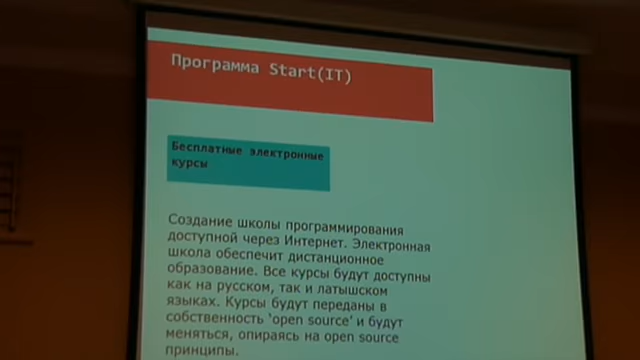 Программа Start(IT)
Бесплатные электронные
курсы
Создание школы программирования
доступной через Интернет. Электронная
школа обеспечит дистанционное
образование. Все курсы будут доступны
как на русском, так и латышском
языках. Курсы будут переданы в
собственность ‘open source’ и будут
меняться, опираясь на open source
принципы.